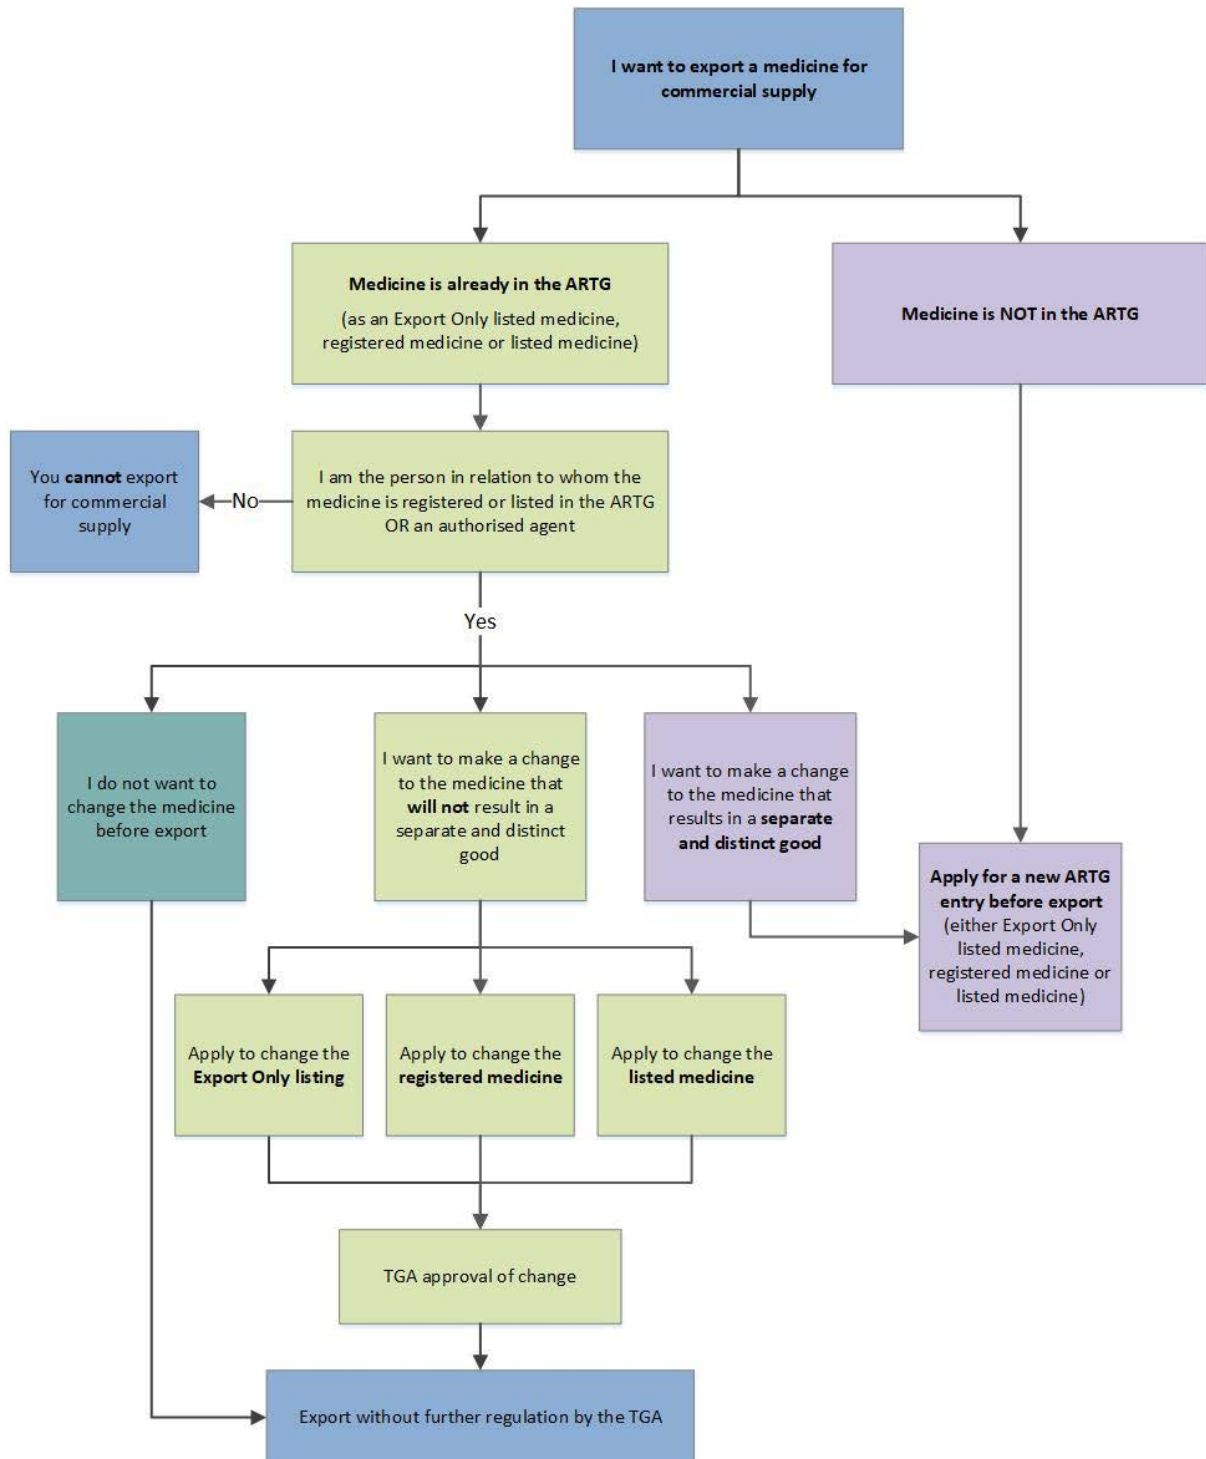 I want to export a medicine for
commercial supply
Medicine is already in the ARTG
(as an Export Only listed medicine,
registered medicine or listed medicine)
Medicine is NOT in the ARTG
You cannot export
for commercial
supply
No
I am the person in relation to whom the
medicine is registered or listed in the ARTG
OR an authorised agent
Yes
I do not want to
change the medicine
before export
I want to make a change
to the medicine that
will not result in a
separate and distinct
good
I want to make a change
to the medicine that
results in a separate
and distinct good
Apply for a new ARTG
entry before export
(either Export Only
listed medicine,
registered medicine or
listed medicine)
Apply to change the
Export Only listing
Apply to change the
registered medicine
Apply to change the
listed medicine
TGA approval of change
Export without further regulation by the TGA